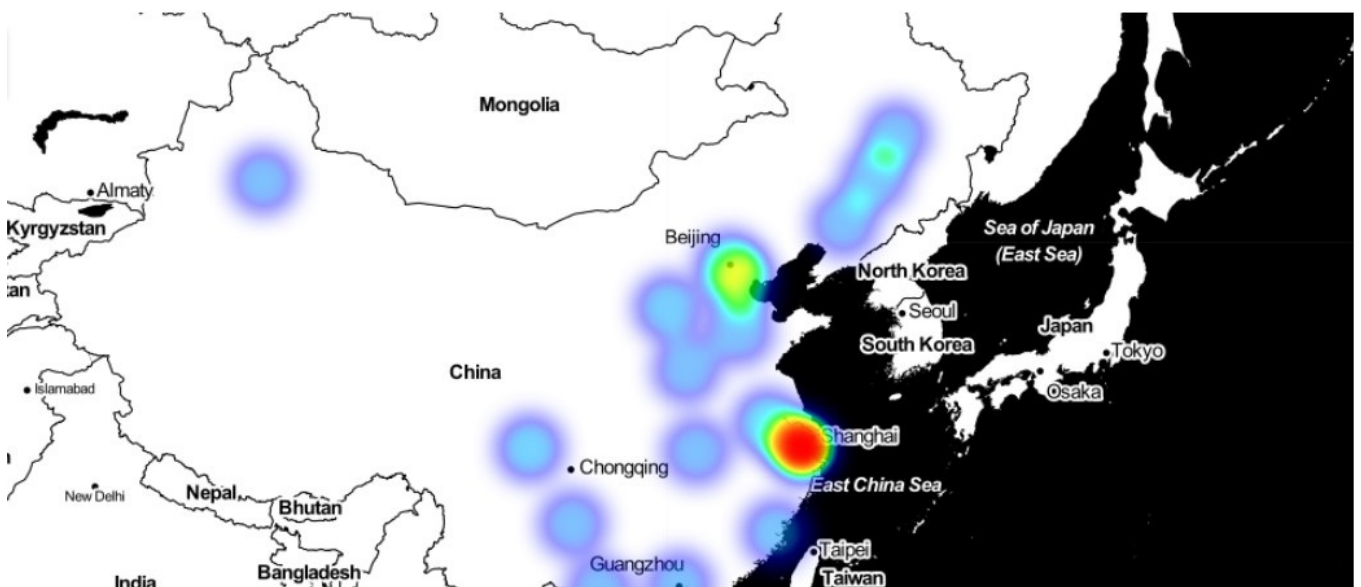 Mongolia
Almaty
Kyrgyzstan
Beijing
Sea of Japan
(East Sea)
North Korea
an
Seoul
Japan
South Korea
Tokyo
China
Islamabad
Osaka
Shanghai
Chongqing
East China Sea
New Delhi
Nepal
Bhutan
Guangzhou
Taipei
Bangladesh
India
Taiwan